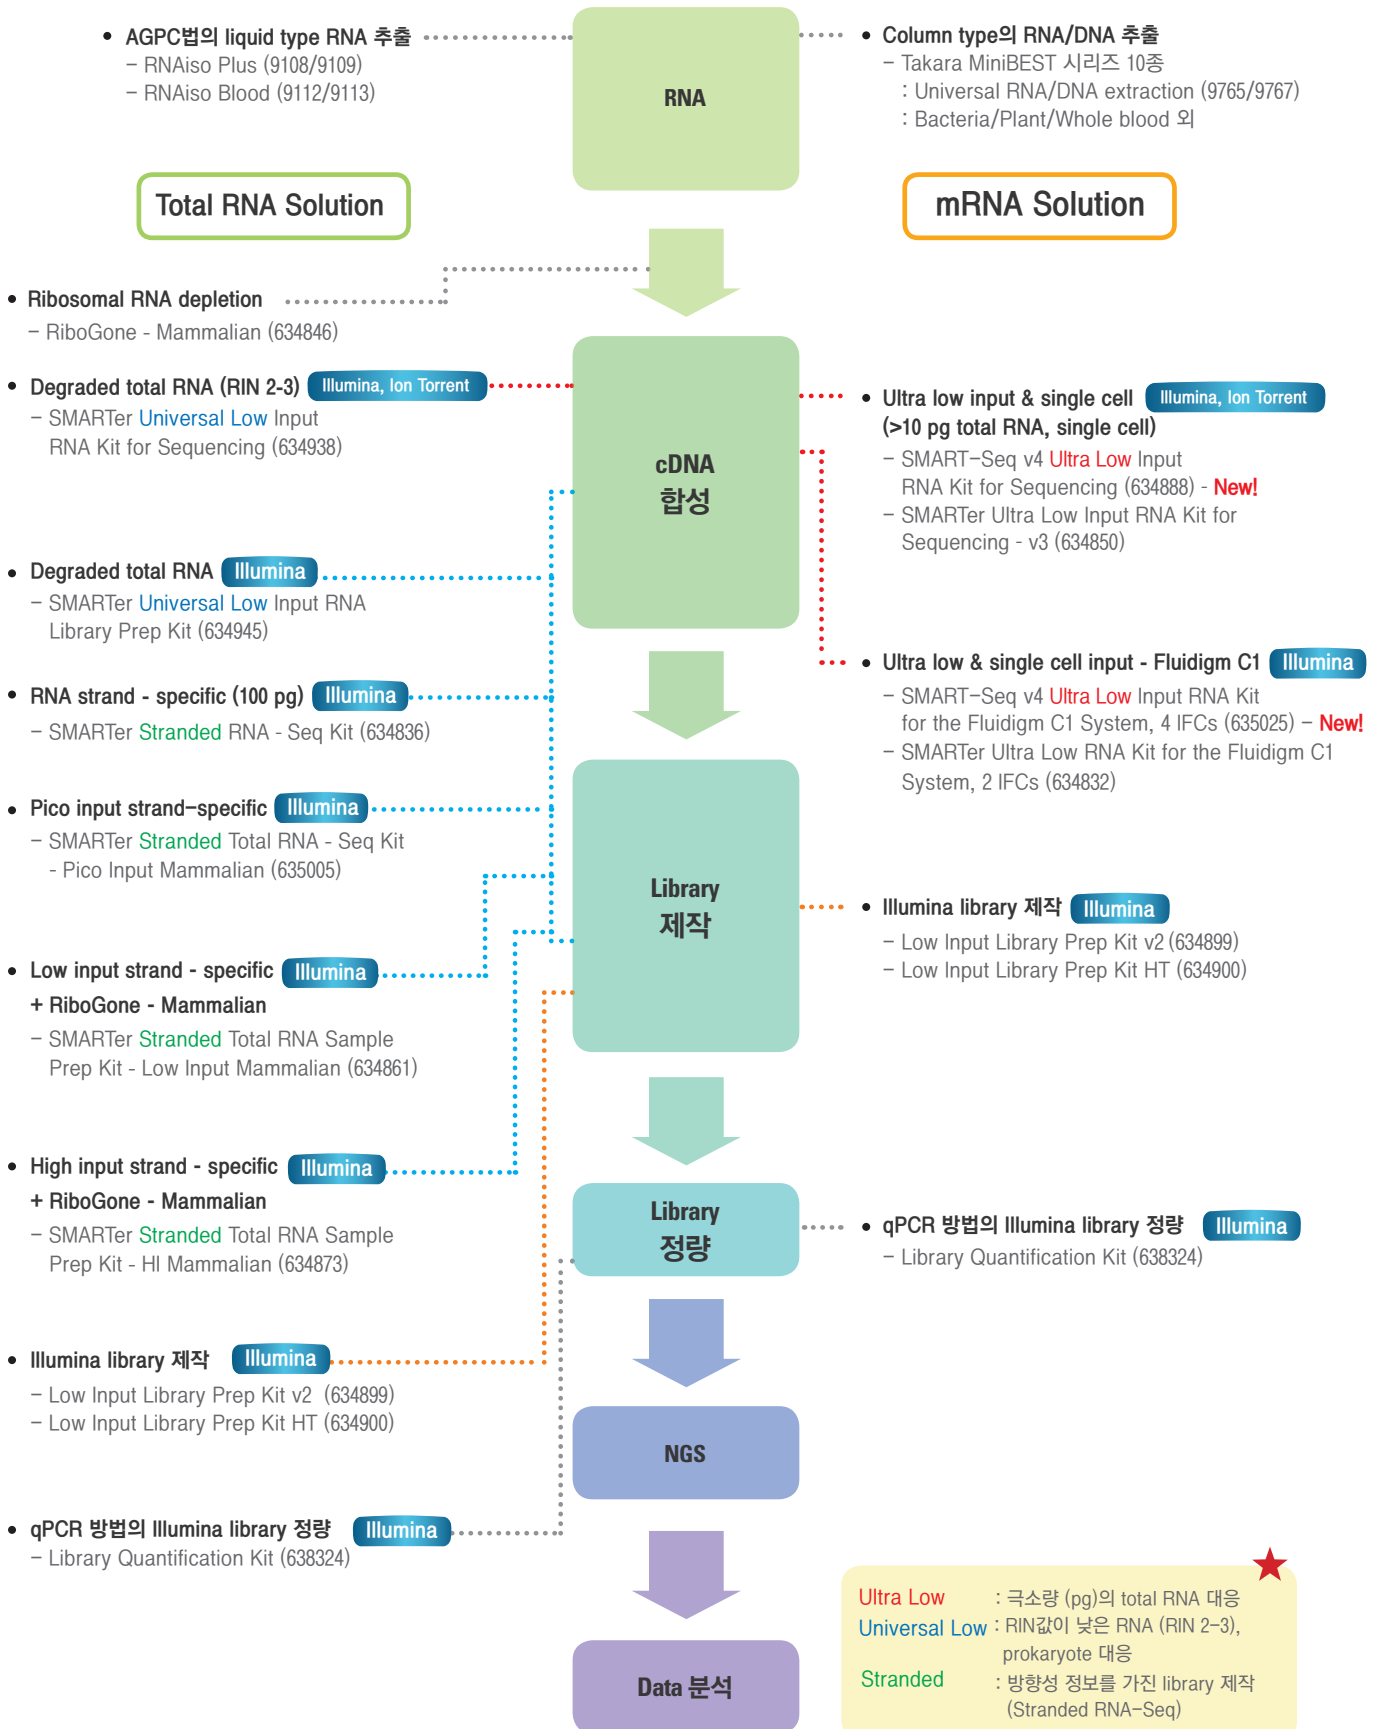 • AGPC법의 liquid type RNA 추출
– RNAiso Plus (9108/9109)
– RNAiso Blood (9112/9113)
RNA
• Column type의 RNA/DNA 추출
– Takara MiniBEST 시리즈 10종
: Universal RNA/DNA extraction (9765/9767)
: Bacteria/Plant/Whole blood 외
Total RNA Solution
mRNA Solution
• Ribosomal RNA depletion
– RiboGone - Mammalian (634846)
• Degraded total RNA (RIN 2-3) Illumina, Ion Torrent
– SMARTer Universal Low Input
RNA Kit for Sequencing (634938)
• Degraded total RNA Illumina
– SMARTer Universal Low Input RNA
Library Prep Kit (634945)
• RNA strand - specific (100 pg) Illumina
– SMARTer Stranded RNA - Seq Kit (634836)
• Pico input strand–specific Illumina
– SMARTer Stranded Total RNA - Seq Kit
- Pico Input Mammalian (635005)
• Low input strand - specific Illumina
+ RiboGone - Mammalian
– SMARTer Stranded Total RNA Sample
Prep Kit - Low Input Mammalian (634861)
• High input strand - specific Illumina
+ RiboGone - Mammalian
– SMARTer Stranded Total RNA Sample
Prep Kit - HI Mammalian (634873)
• Illumina library 제작 Illumina
– Low Input Library Prep Kit v2 (634899)
– Low Input Library Prep Kit HT (634900)
• qPCR 방법의 Illumina library 정량 Illumina
– Library Quantification Kit (638324)
cDNA
합성
Library
제작
Library
정량
NGS
Data 분석
• Ultra low input & single cell Illumina, Ion Torrent
(>10 pg total RNA, single cell)
– SMART–Seq v4 Ultra Low Input
RNA Kit for Sequencing (634888) - New!
– SMARTer Ultra Low Input RNA Kit for
Sequencing - v3 (634850)
• Ultra low & single cell input - Fluidigm C1 Illumina
– SMART–Seq v4 Ultra Low Input RNA Kit
for the Fluidigm C1 System, 4 IFCs (635025) – New!
– SMARTer Ultra Low RNA Kit for the Fluidigm C1
System, 2 IFCs (634832)
• Illumina library 제작 Illumina
– Low Input Library Prep Kit v2 (634899)
– Low Input Library Prep Kit HT (634900)
• qPCR 방법의 Illumina library 정량 Illumina
– Library Quantification Kit (638324)
Ultra Low : 극소량 (pg)의 total RNA 대응
Universal Low : RIN값이 낮은 RNA (RIN 2–3),
prokaryote 대응
Stranded : 방향성 정보를 가진 library 제작
(Stranded RNA–Seq)